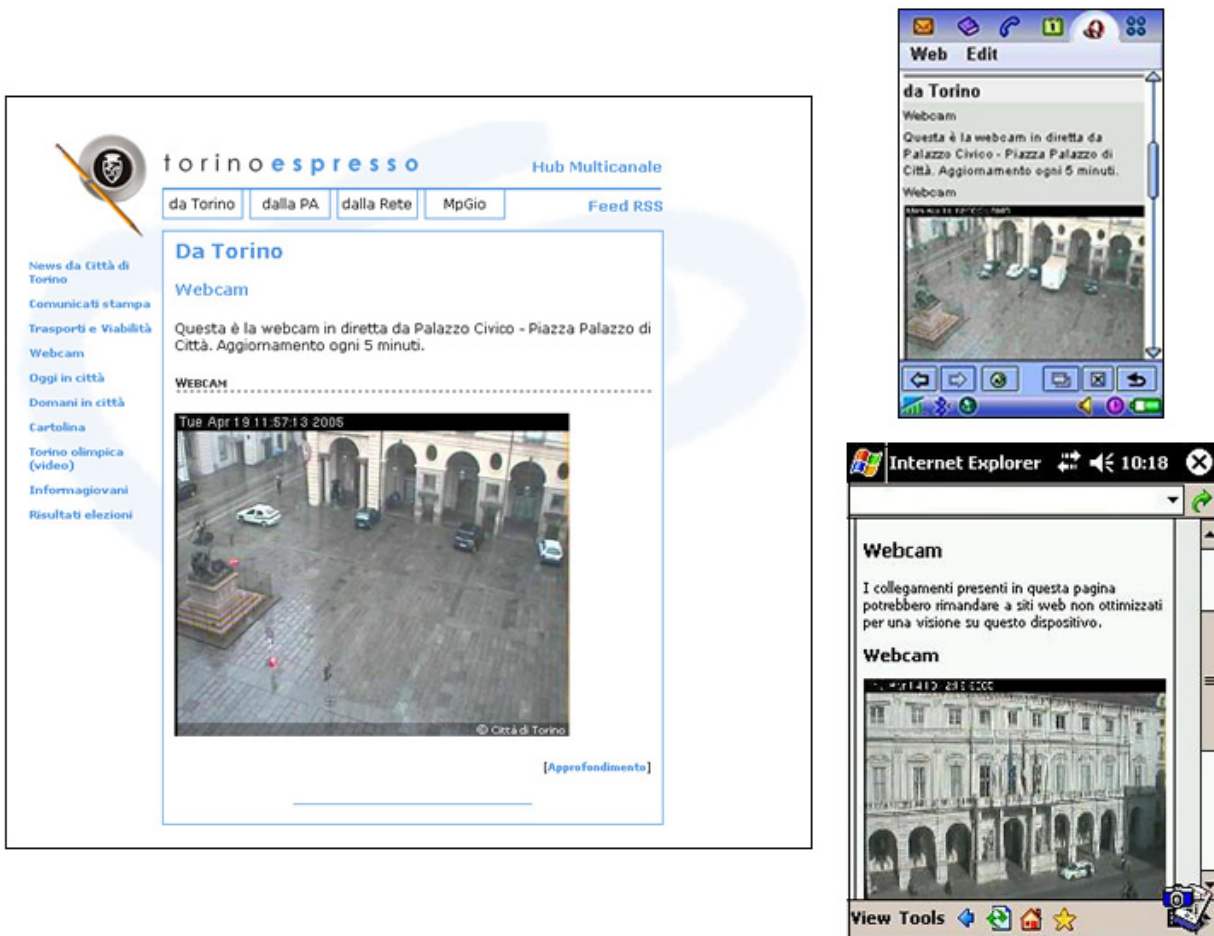 torinoespresso
Hub Multicanale
da Torino
dalla PA
dalla Rete
MpGio
Feed RSS
News da Città di
Torino
Comunicati stampa
Trasporti e Viabilità
Webcam
Oggi in città
Domani in città
Cartolina
Torino olimpica
(video)
Informagiovani
Risultati elezioni
Da Torino
Webcam
Questa è la webcam in diretta da Palazzo Civico - Piazza Palazzo di
Città. Aggiornamento ogni 5 minuti.
WEBCAM
Tue Apr 19 11:57:13 2005
© Città di Torino
[Approfondimento]
Web Edit
da Torino
Webcam
Questa è la webcam in diretta da
Palazzo Civico - Piazza Palazzo di
Città. Aggiornamento ogni 5 minuti.
Webcam
Internet Explorer 10:18
Webcam
I collegamenti presenti in questa pagina
potrebbero rimandare a siti web non ottimizzati
per una visione su questo dispositivo.
Webcam
View Tools